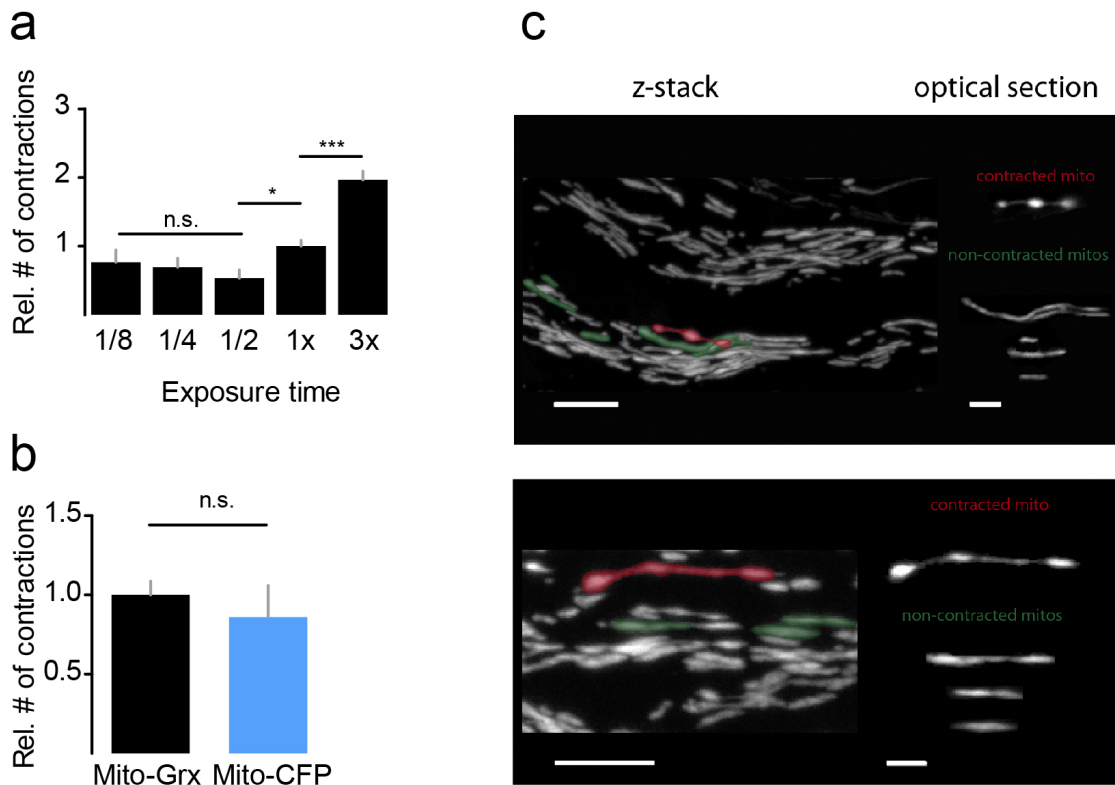 a
Rel. # of contractions
3
2
1
n.s.
*
***
1/8 1/4 1/2 1x 3x
Exposure time
b
Rel. # of contractions
1.5
1.0
0.5
n.s.
Mito-Grx Mito-CFP
c
z-stack optical section
contracted mito
non-contracted mitos
contracted mito
non-contracted mitos